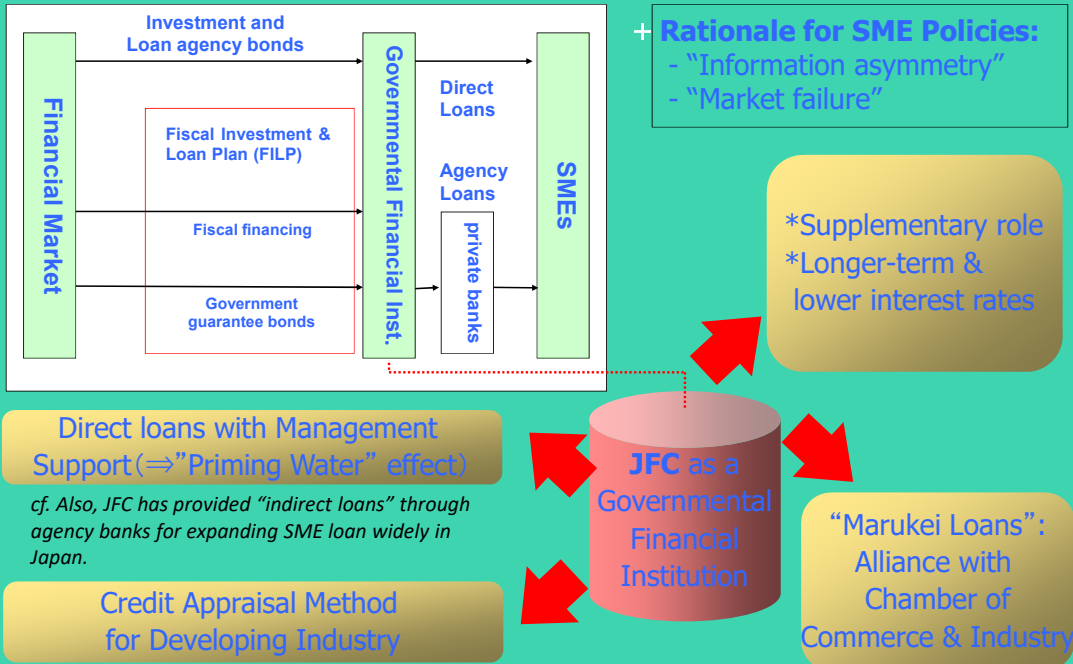 Investment and
Loan agency bonds
Financial Market
Fiscal Investment &
Loan Plan (FILP)
Fiscal financing
Government
guarantee bonds
Governmental Financial Inst.
Direct
Loans
Agency
Loans
private banks
SMEs
+ Rationale for SME Policies:
- “Information asymmetry”
- “Market failure”
*Supplementary role
*Longer-term &
lower interest rates
Direct loans with Management
Support(⇒”Priming Water” effect)
cf. Also, JFC has provided “indirect loans” through
agency banks for expanding SME loan widely in
Japan.
Credit Appraisal Method
for Developing Industry
JFC as a
Governmental
Financial
Institution
“Marukei Loans”:
Alliance with
Chamber of
Commerce & Industry